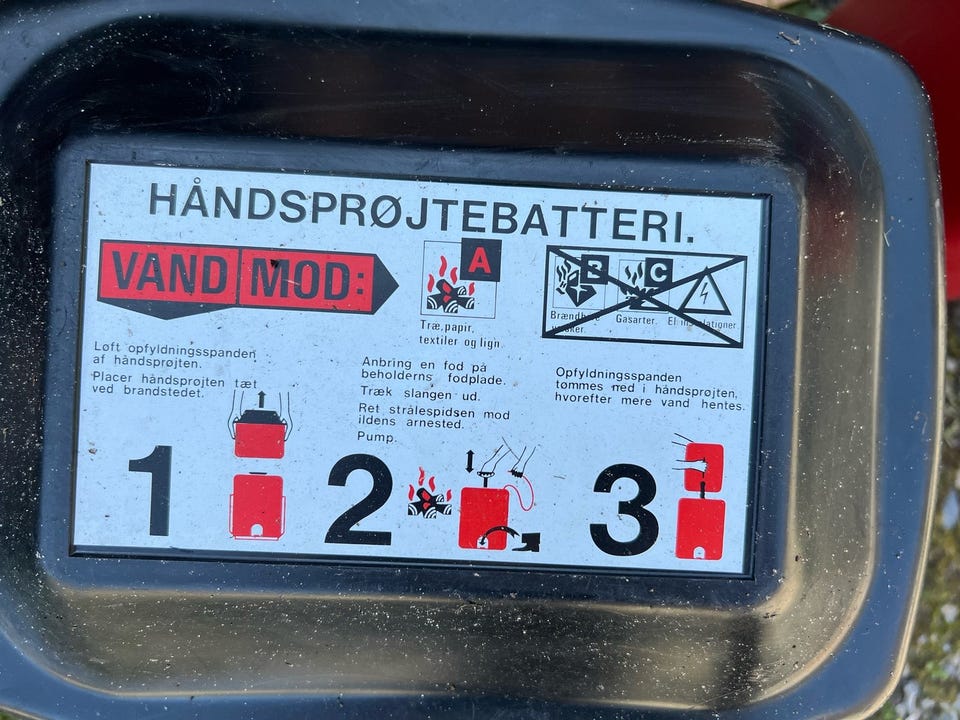 HÅNDSPRØJTEBATTERI.
VAND MOD:
A
Træ, papir,
textiler og lign.
B
C
Gasarter.
Løft opfyldningsspanden
af håndsprøjten.
Placer håndsprøjten tæt
ved brandstedet.
1
Anbring en fod på
beholderns fodplade.
Træk slangen ud.
Ret strålespidsen mod
ildens arnested.
Pump.
2
Opfyldningsspanden
tømmes ned i håndsprøjten,
hvorefter mere vand hentes.
3